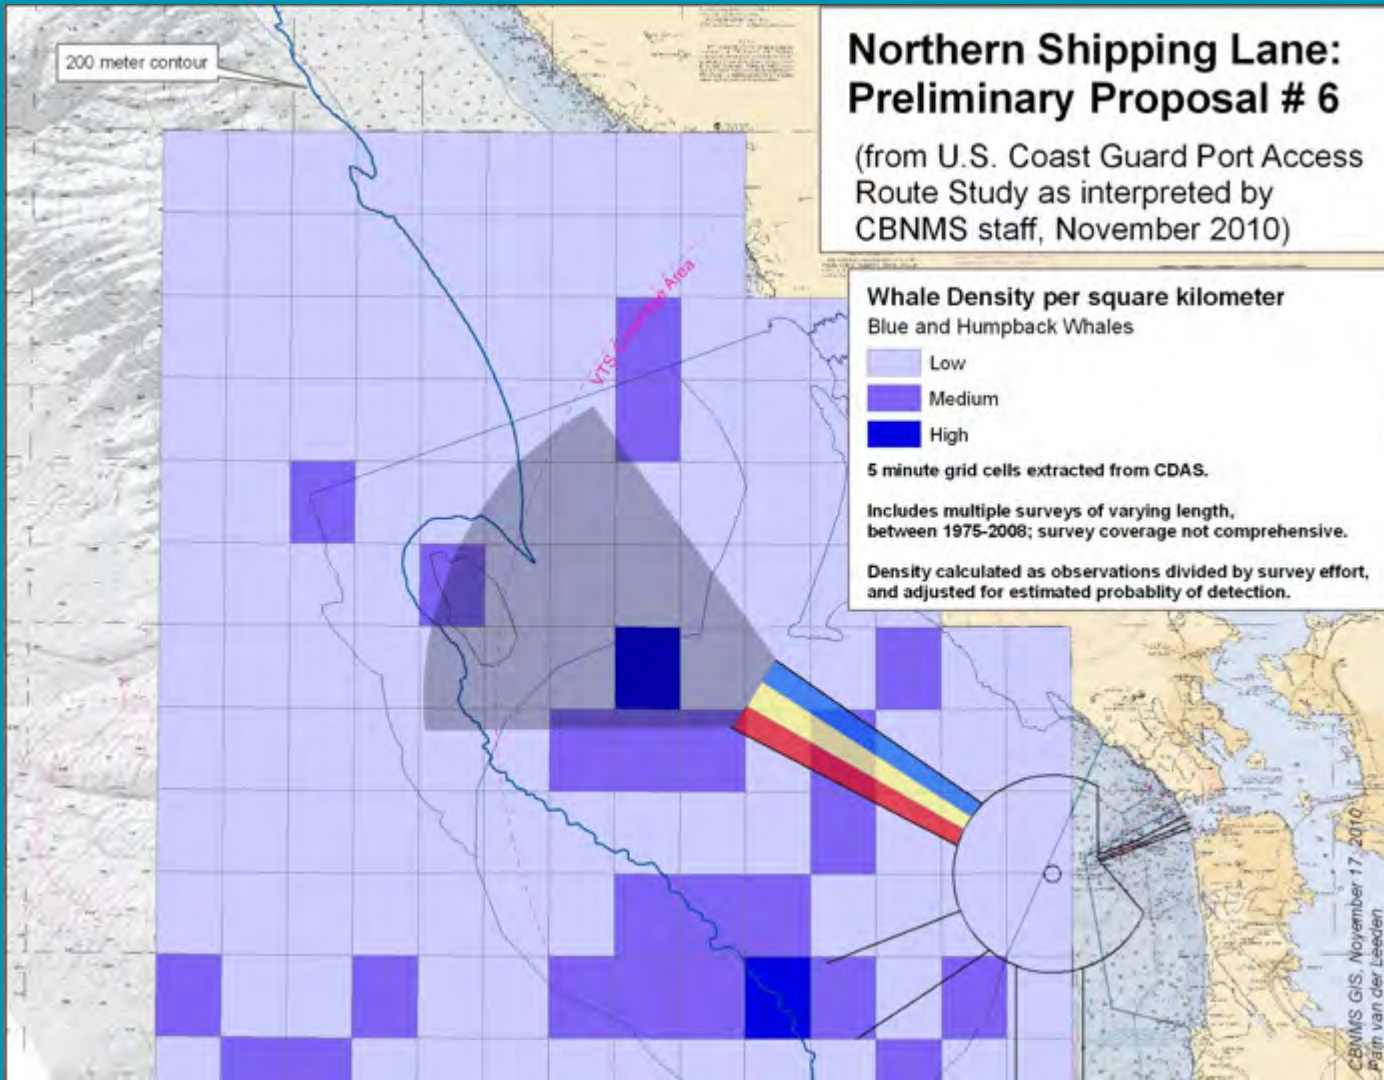 200 meter contour
Northern Shipping Lane:
Preliminary Proposal # 6
(from U.S. Coast Guard Port Access
Route Study as interpreted by
CBNMS staff, November 2010)
VTS Coverage Area
Whale Density per square kilometer
Blue and Humpback Whales
Low
Medium
High
5 minute grid cells extracted from CDAS.
Includes multiple surveys of varying length,
between 1975-2008; survey coverage not comprehensive.
Density calculated as observations divided by survey effort,
and adjusted for estimated probablity of detection.
CBNMS GIS, November 17, 2010
Pam van der Leeden